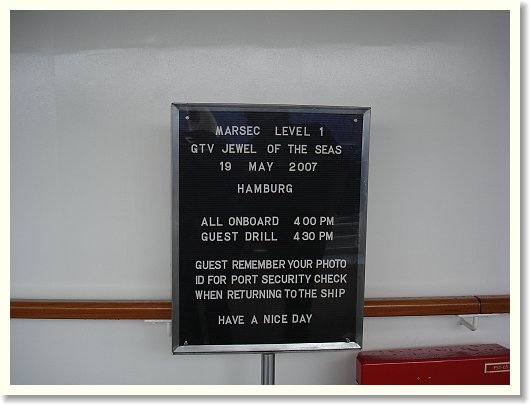 MARSEC LEVEL 1
GTV JEWEL OF THE SEAS
19 MAY 2007
HAMBURG
ALL ONBOARD 4 00 PM
GUEST DRILL 4 30 PM
GUEST REMEMBER YOUR PHOTO
ID FOR PORT SECURITY CHECK
WHEN RETURNING TO THE SHIP
HAVE A NICE DAY